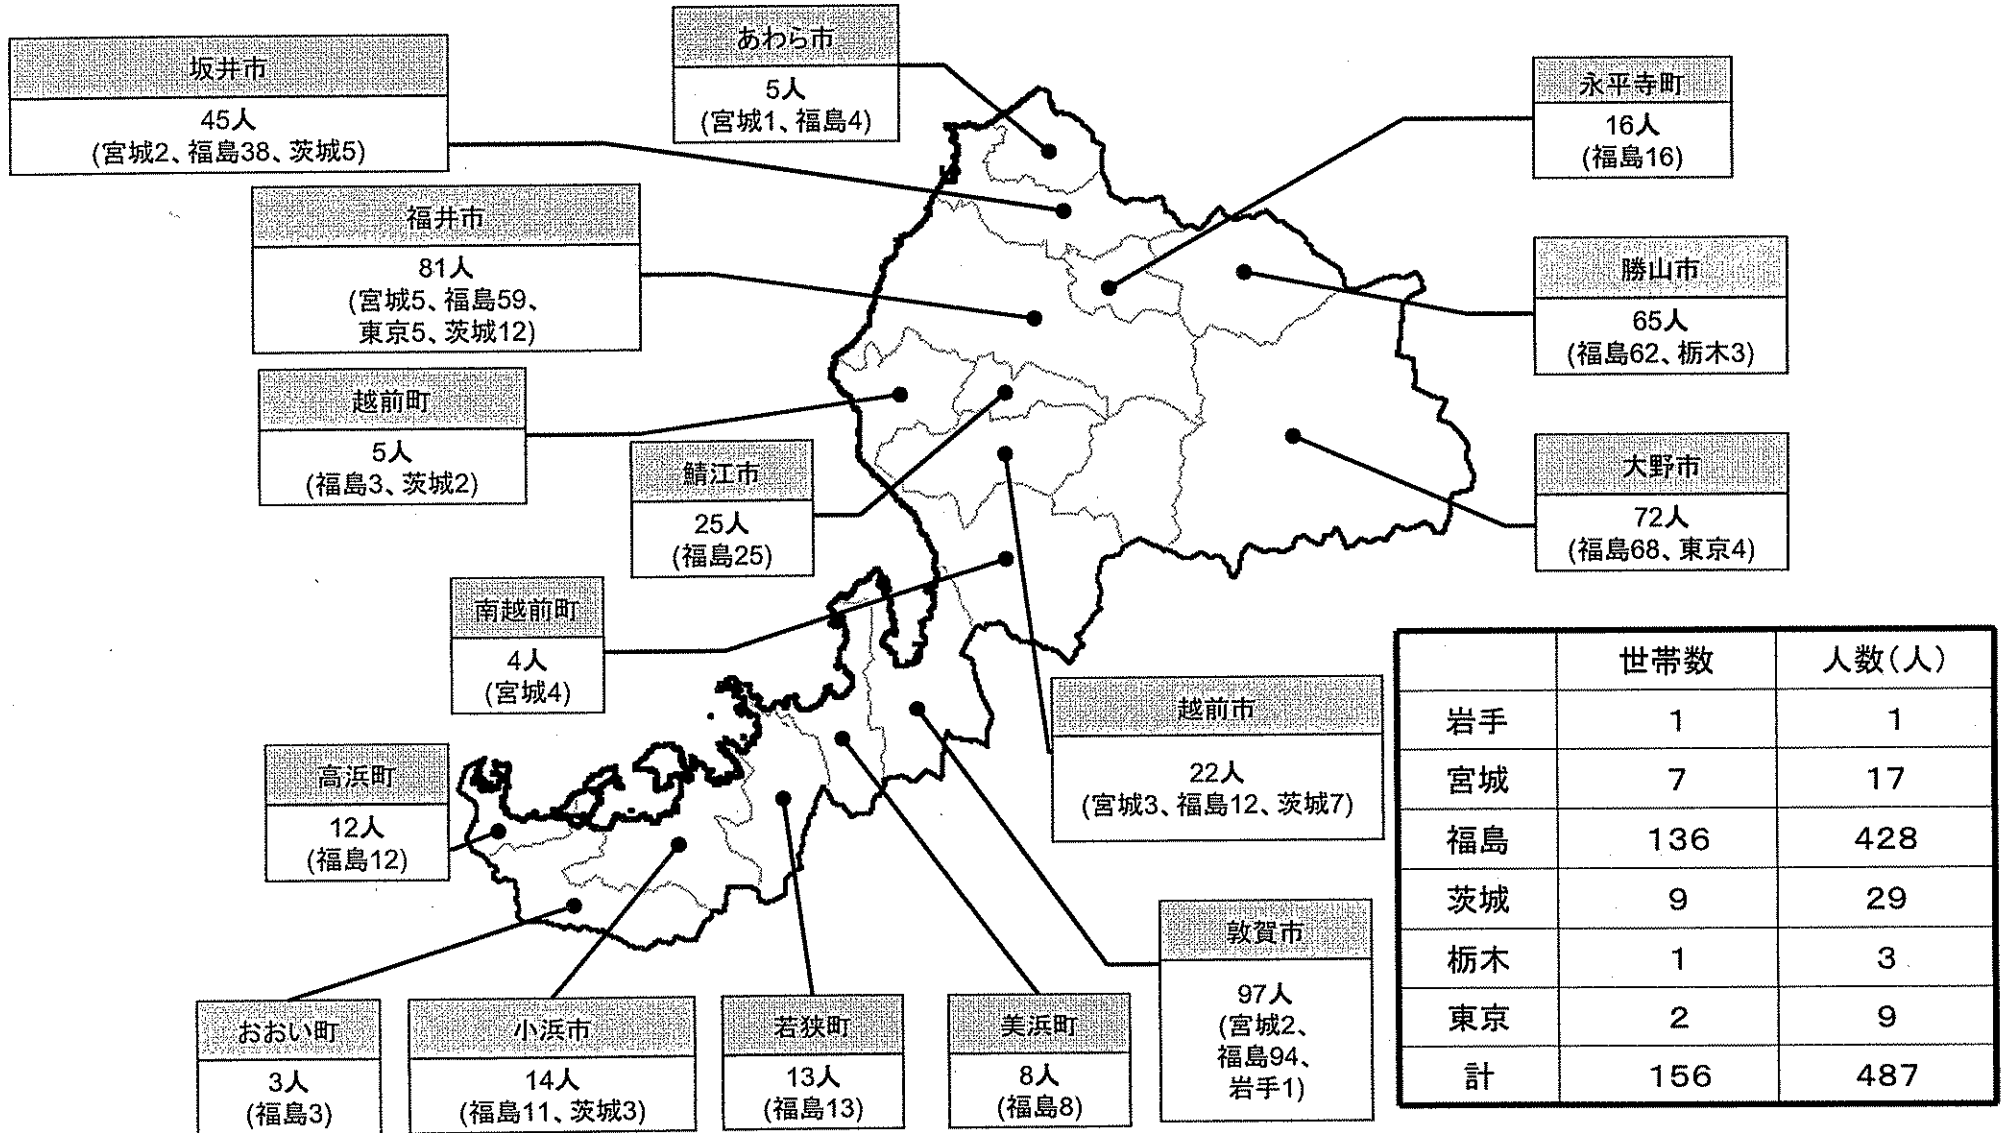 あわら市
5人
(宮城1、福島4)
坂井市
45人
(宮城2、福島38、茨城5)
永平寺町
16人
(福島16)
福井市
81人
(宮城5、福島59、
東京5、茨城12)
勝山市
65人
(福島62、栃木3)
越前町
5人
(福島3、茨城2)
鯖江市
25人
(福島25)
大野市
72人
(福島68、東京4)
南越前町
4人
(宮城4)
越前市
22人
(宮城3、福島12、茨城7)
高浜町
12人
(福島12)
敦賀市
97人
(宮城2、
福島94、
岩手1)
おおい町
3人
(福島3)
小浜市
14人
(福島11、茨城3)
若狭町
13人
(福島13)
美浜町
8人
(福島8)
世帯数 人数(人)
岩手 1 1
宮城 7 17
福島 136 428
茨城 9 29
栃木 1 3
東京 2 9
計 156 487